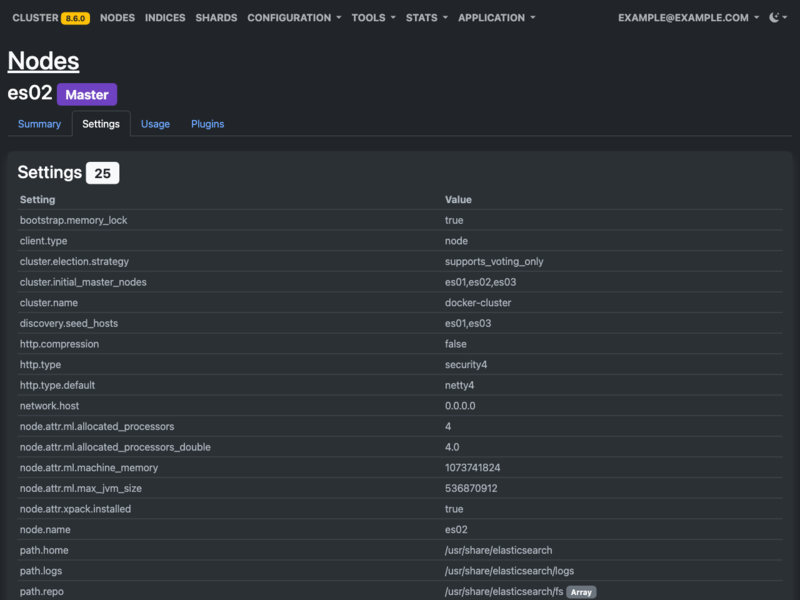 CLUSTER 8.6.0 NODES INDICES SHARDS CONFIGURATION TOOLS STATS APPLICATION EXAMPLE@EXAMPLE.COM
Nodes
es02 Master
Summary Settings Usage Plugins
Settings 25
Setting Value
bootstrap.memory_lock true
client.type node
cluster.election.strategy supports_voting_only
cluster.initial_master_nodes es01,es02,es03
cluster.name docker-cluster
discovery.seed_hosts es01,es03
http.compression false
http.type security4
http.type.default netty4
network.host 0.0.0.0
node.attr.ml.allocated_processors 4
node.attr.ml.allocated_processors_double 4.0
node.attr.ml.machine_memory 1073741824
node.attr.ml.max_jvm_size 536870912
node.attr.xpack.installed true
node.name es02
path.home /usr/share/elasticsearch
path.logs /usr/share/elasticsearch/logs
path.repo /usr/share/elasticsearch/fs Array